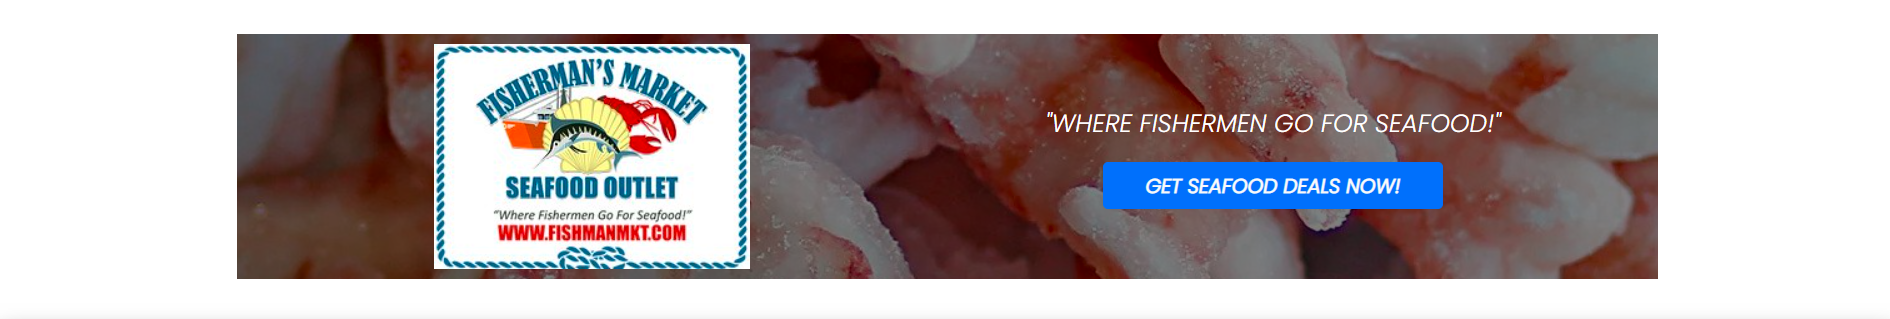 FISHERMAN'S MARKET
SEAFOOD OUTLET
"Where Fishermen Go For Seafood!"
WWW.FISHMANMKT.COM
"WHERE FISHERMEN GO FOR SEAFOOD!"
GET SEAFOOD DEALS NOW!